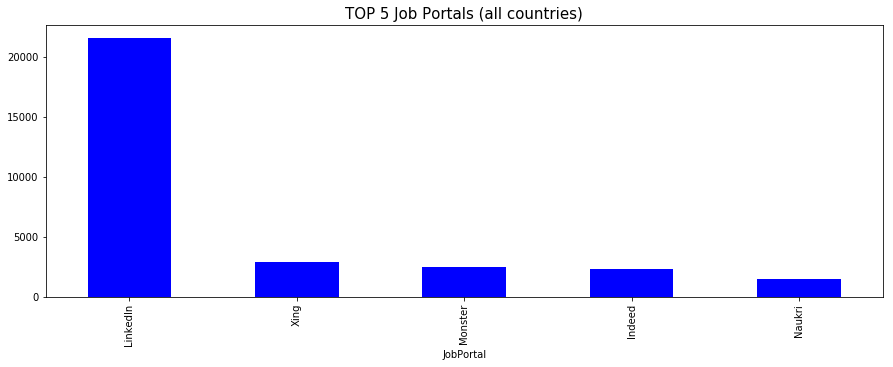 TOP 5 Job Portals (all countries)
20000
15000
10000
5000
0
LinkedIn
Xing
Monster
Indeed
Naukri
JobPortal